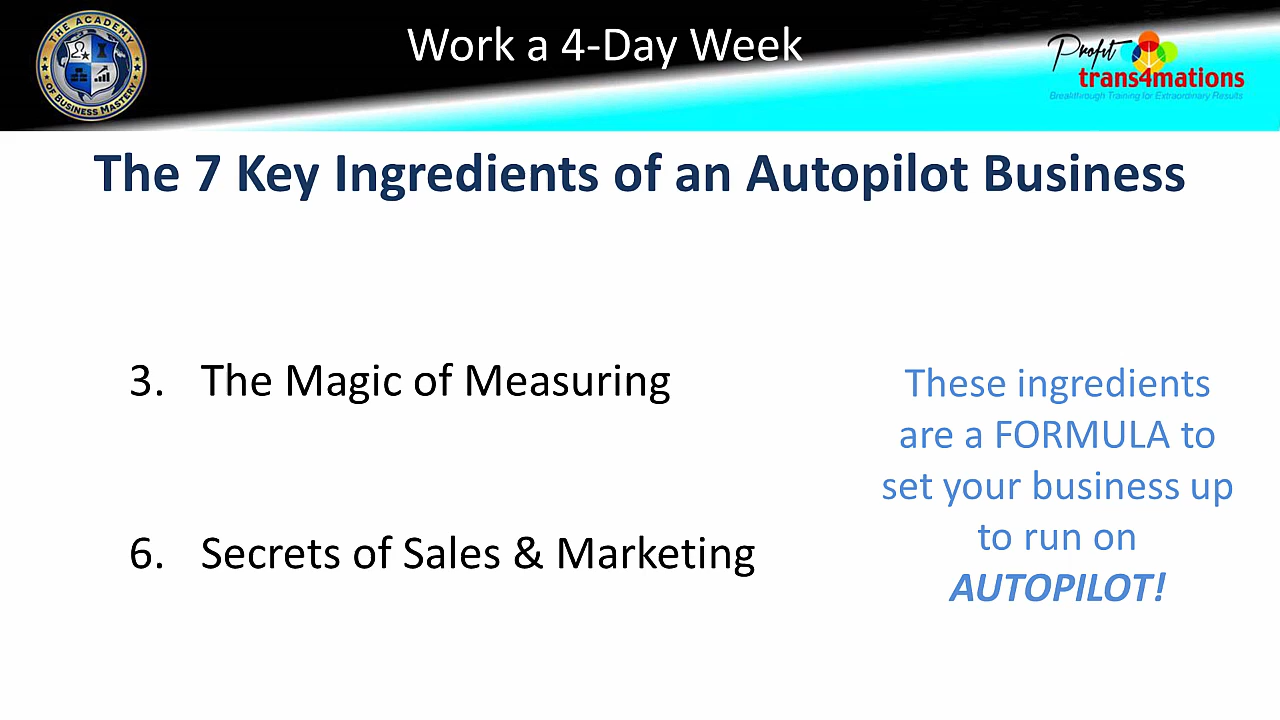 THE ACADEMY
OF BUSINESS MASTERY
Work a 4-Day Week
Profit
trans4mations
Breakthrough Training for Extraordinary Results
The 7 Key Ingredients of an Autopilot Business
3. The Magic of Measuring
6. Secrets of Sales & Marketing
These ingredients
are a FORMULA to
set your business up
to run on
AUTOPILOT!